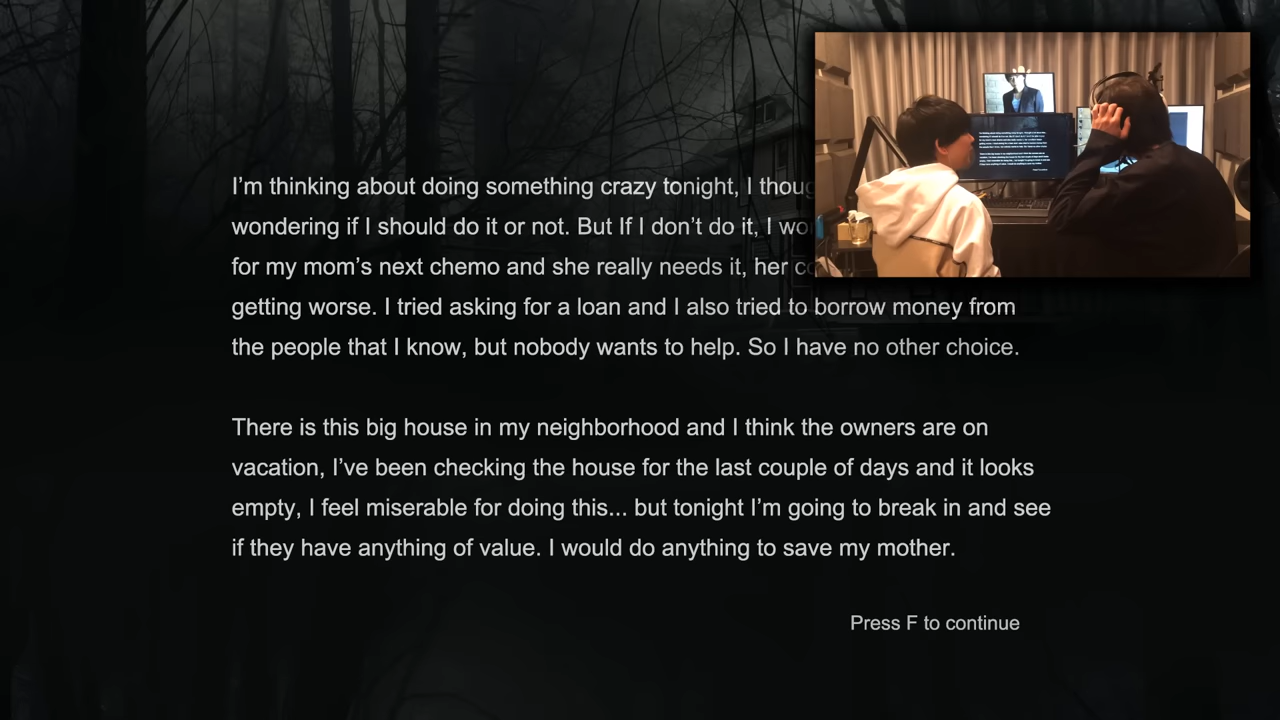 I'm thinking about doing something crazy tonight, I
wondering if I should do it or not. But If I don't do it, I
for my mom's next chemo and she really needs it, her
getting worse. I tried asking for a loan and I also tried to borrow money from
the people that I know, but nobody wants to help. So I have no other choice.
There is this big house in my neighborhood and I think the owners are on
vacation, I've been checking the house for the last couple of days and it looks
empty, I feel miserable for doing this... but tonight I'm going to break in and see
if they have anything of value. I would do anything to save my mother.
Press F to continue